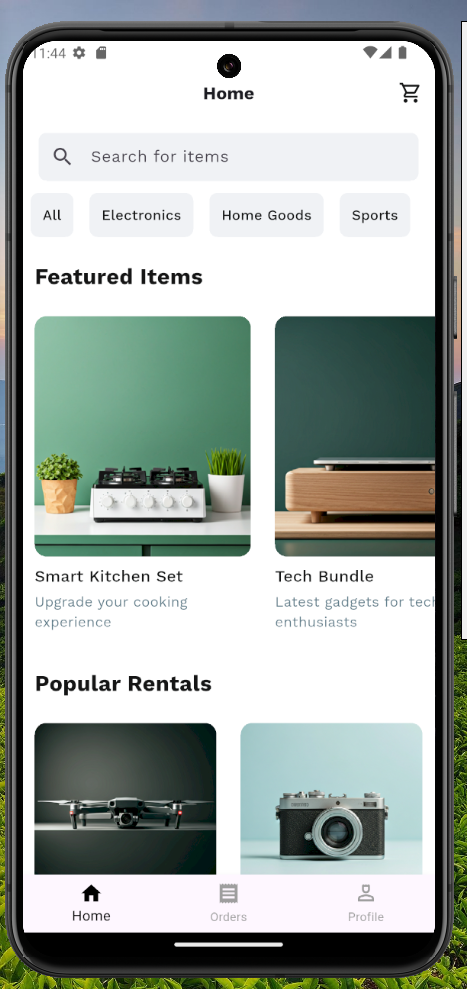 11:44
Home
Search for items
All Electronics Home Goods Sports
Featured Items
Smart Kitchen Set Tech Bundle
Upgrade your cooking Latest gadgets for tech
experience enthusiasts
Popular Rentals
Home Orders Profile